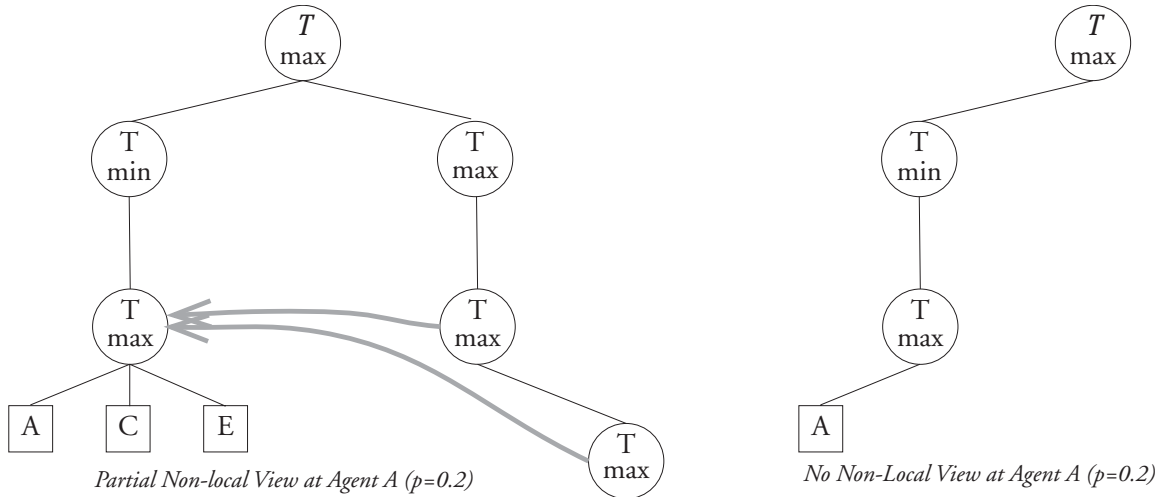 T
max
T
min
T
max
T
max
T
max
T
max
A
C
E
Partial Non-local View at Agent A (p=0.2)
T
max
T
min
T
max
A
No Non-Local View at Agent A (p=0.2)